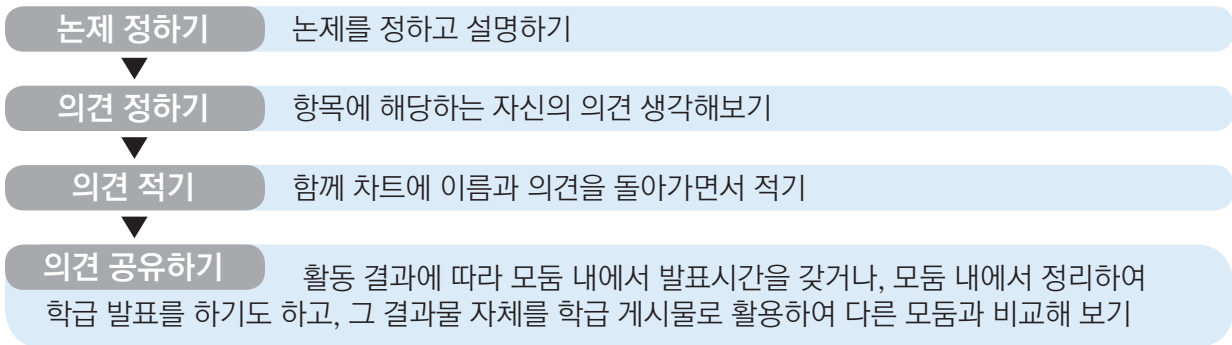 논제 정하기 논제를 정하고 설명하기
의견 정하기 항목에 해당하는 자신의 의견 생각해보기
의견 적기 함께 차트에 이름과 의견을 돌아가면서 적기
의견 공유하기 활동 결과에 따라 모둠 내에서 발표시간을 갖거나, 모둠 내에서 정리하여
학급 발표를 하기도 하고, 그 결과물 자체를 학급 게시물로 활용하여 다른 모둠과 비교해 보기